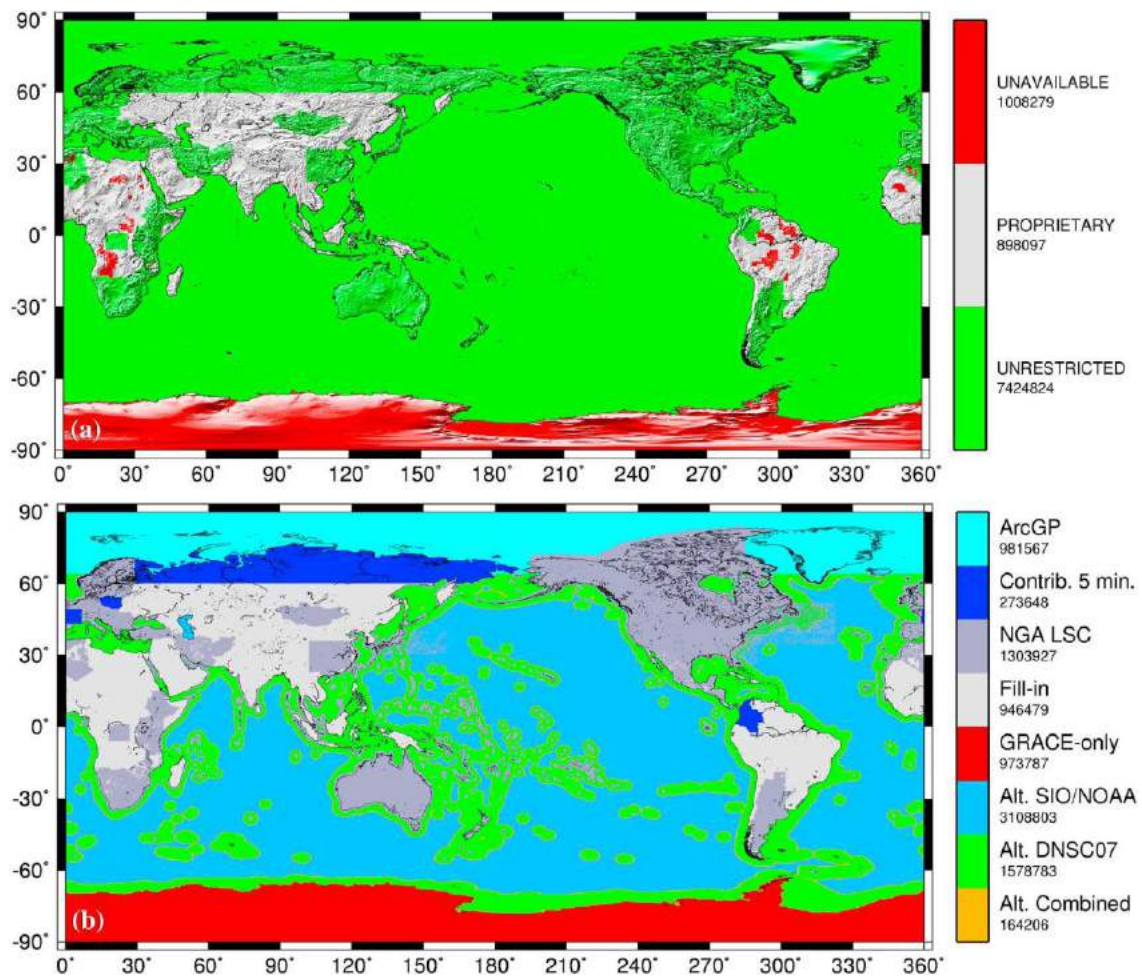 90˚
60˚
30˚
0˚
-30˚
-60˚
-90˚
(a)
0˚ 30˚ 60˚ 90˚ 120˚ 150˚ 180˚ 210˚ 240˚ 270˚ 300˚ 330˚ 360˚
UNAVAILABLE
1008279
PROPRIETARY
898097
UNRESTRICTED
7424824
90˚
60˚
30˚
0˚
-30˚
-60˚
-90˚
(b)
0˚ 30˚ 60˚ 90˚ 120˚ 150˚ 180˚ 210˚ 240˚ 270˚ 300˚ 330˚ 360˚
ArcGP
981567
Contrib. 5 min.
273648
NGA LSC
1303927
Fill-in
946479
GRACE-only
973787
Alt. SIO/NOAA
3108803
Alt. DNSC07
1578783
Alt. Combined
164206